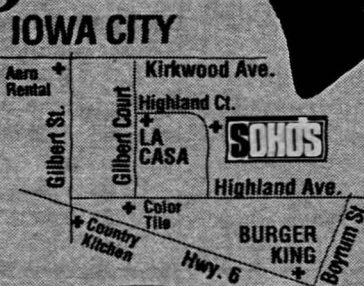 IOWA CITY
Kirkwood Ave.
Aero
Rental
Highland Ct.
Gilbert St.
Gilbert Court
LA
CASA
SOHO'S
Highland Ave.
Color
Tile
Country
Kitchen
Hwy. 6
BURGER
KING
Boyrum St